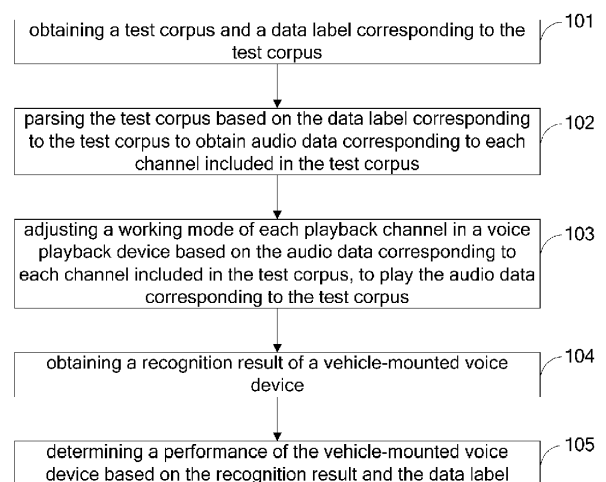 obtaining a test corpus and a data label corresponding to the
test corpus
101
parsing the test corpus based on the data label corresponding
to the test corpus to obtain audio data corresponding to each
channel included in the test corpus
102
adjusting a working mode of each playback channel in a voice
playback device based on the audio data corresponding to
each channel included in the test corpus, to play the audio data
corresponding to the test corpus
103
obtaining a recognition result of a vehicle-mounted voice
device
104
determining a performance of the vehicle-mounted voice
device based on the recognition result and the data label
105